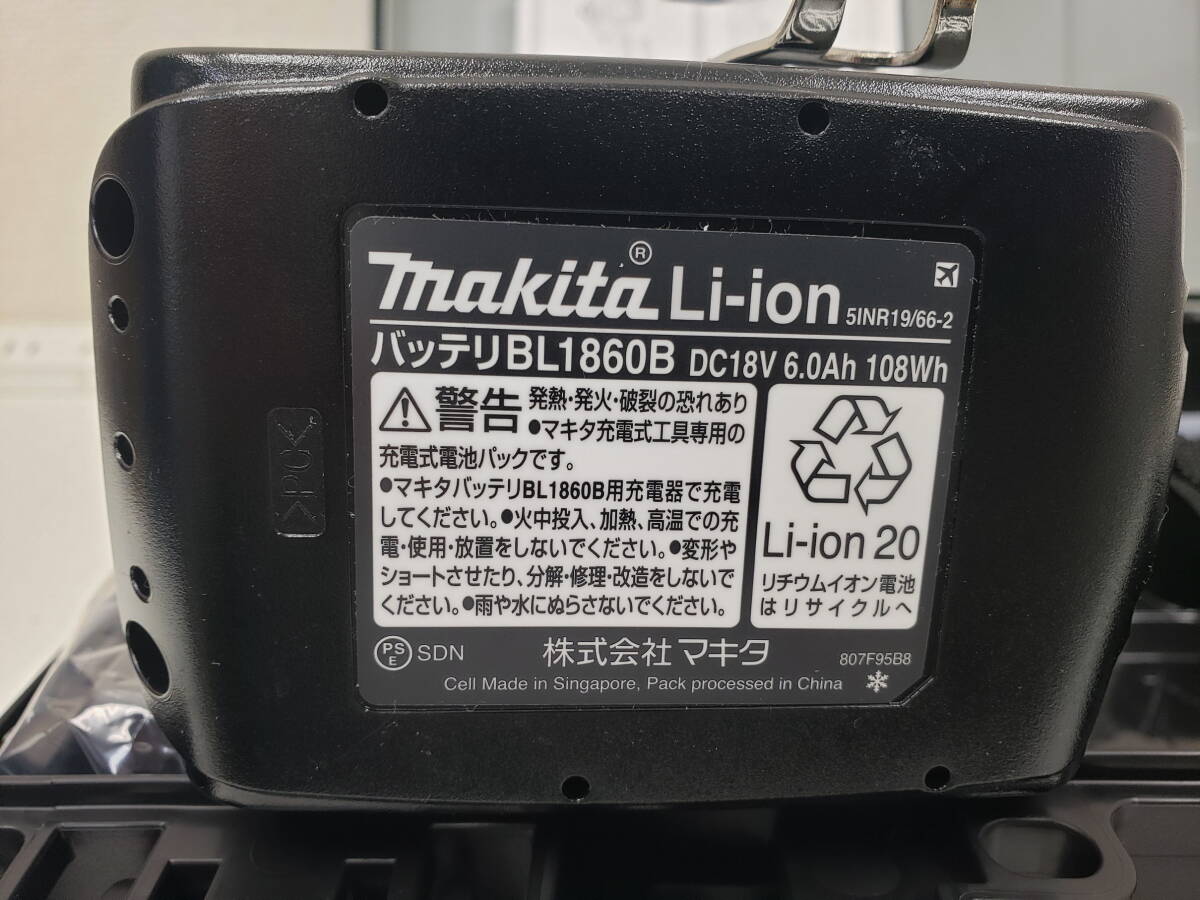 makita® Li-ion 5INR19/66-2
バッテリBL1860B DC18V 6.0Ah 108Wh
警告 発熱・発火・破裂の恐れあり
●マキタ充電式工具専用の
充電式電池パックです。
●マキタバッテリBL1860B用充電器で充電
してください。●火中投入、加熱、高温での充
電・使用・放置をしないでください。●変形や
ショートさせたり、分解・修理・改造をしないで
ください。●雨や水にぬらさないでください。
Li-ion 20
リチウムイオン電池
はリサイクルへ
PSE SDN 株式会社 マキタ 807F95B8
Cell Made in Singapore, Pack processed in China
>PC<